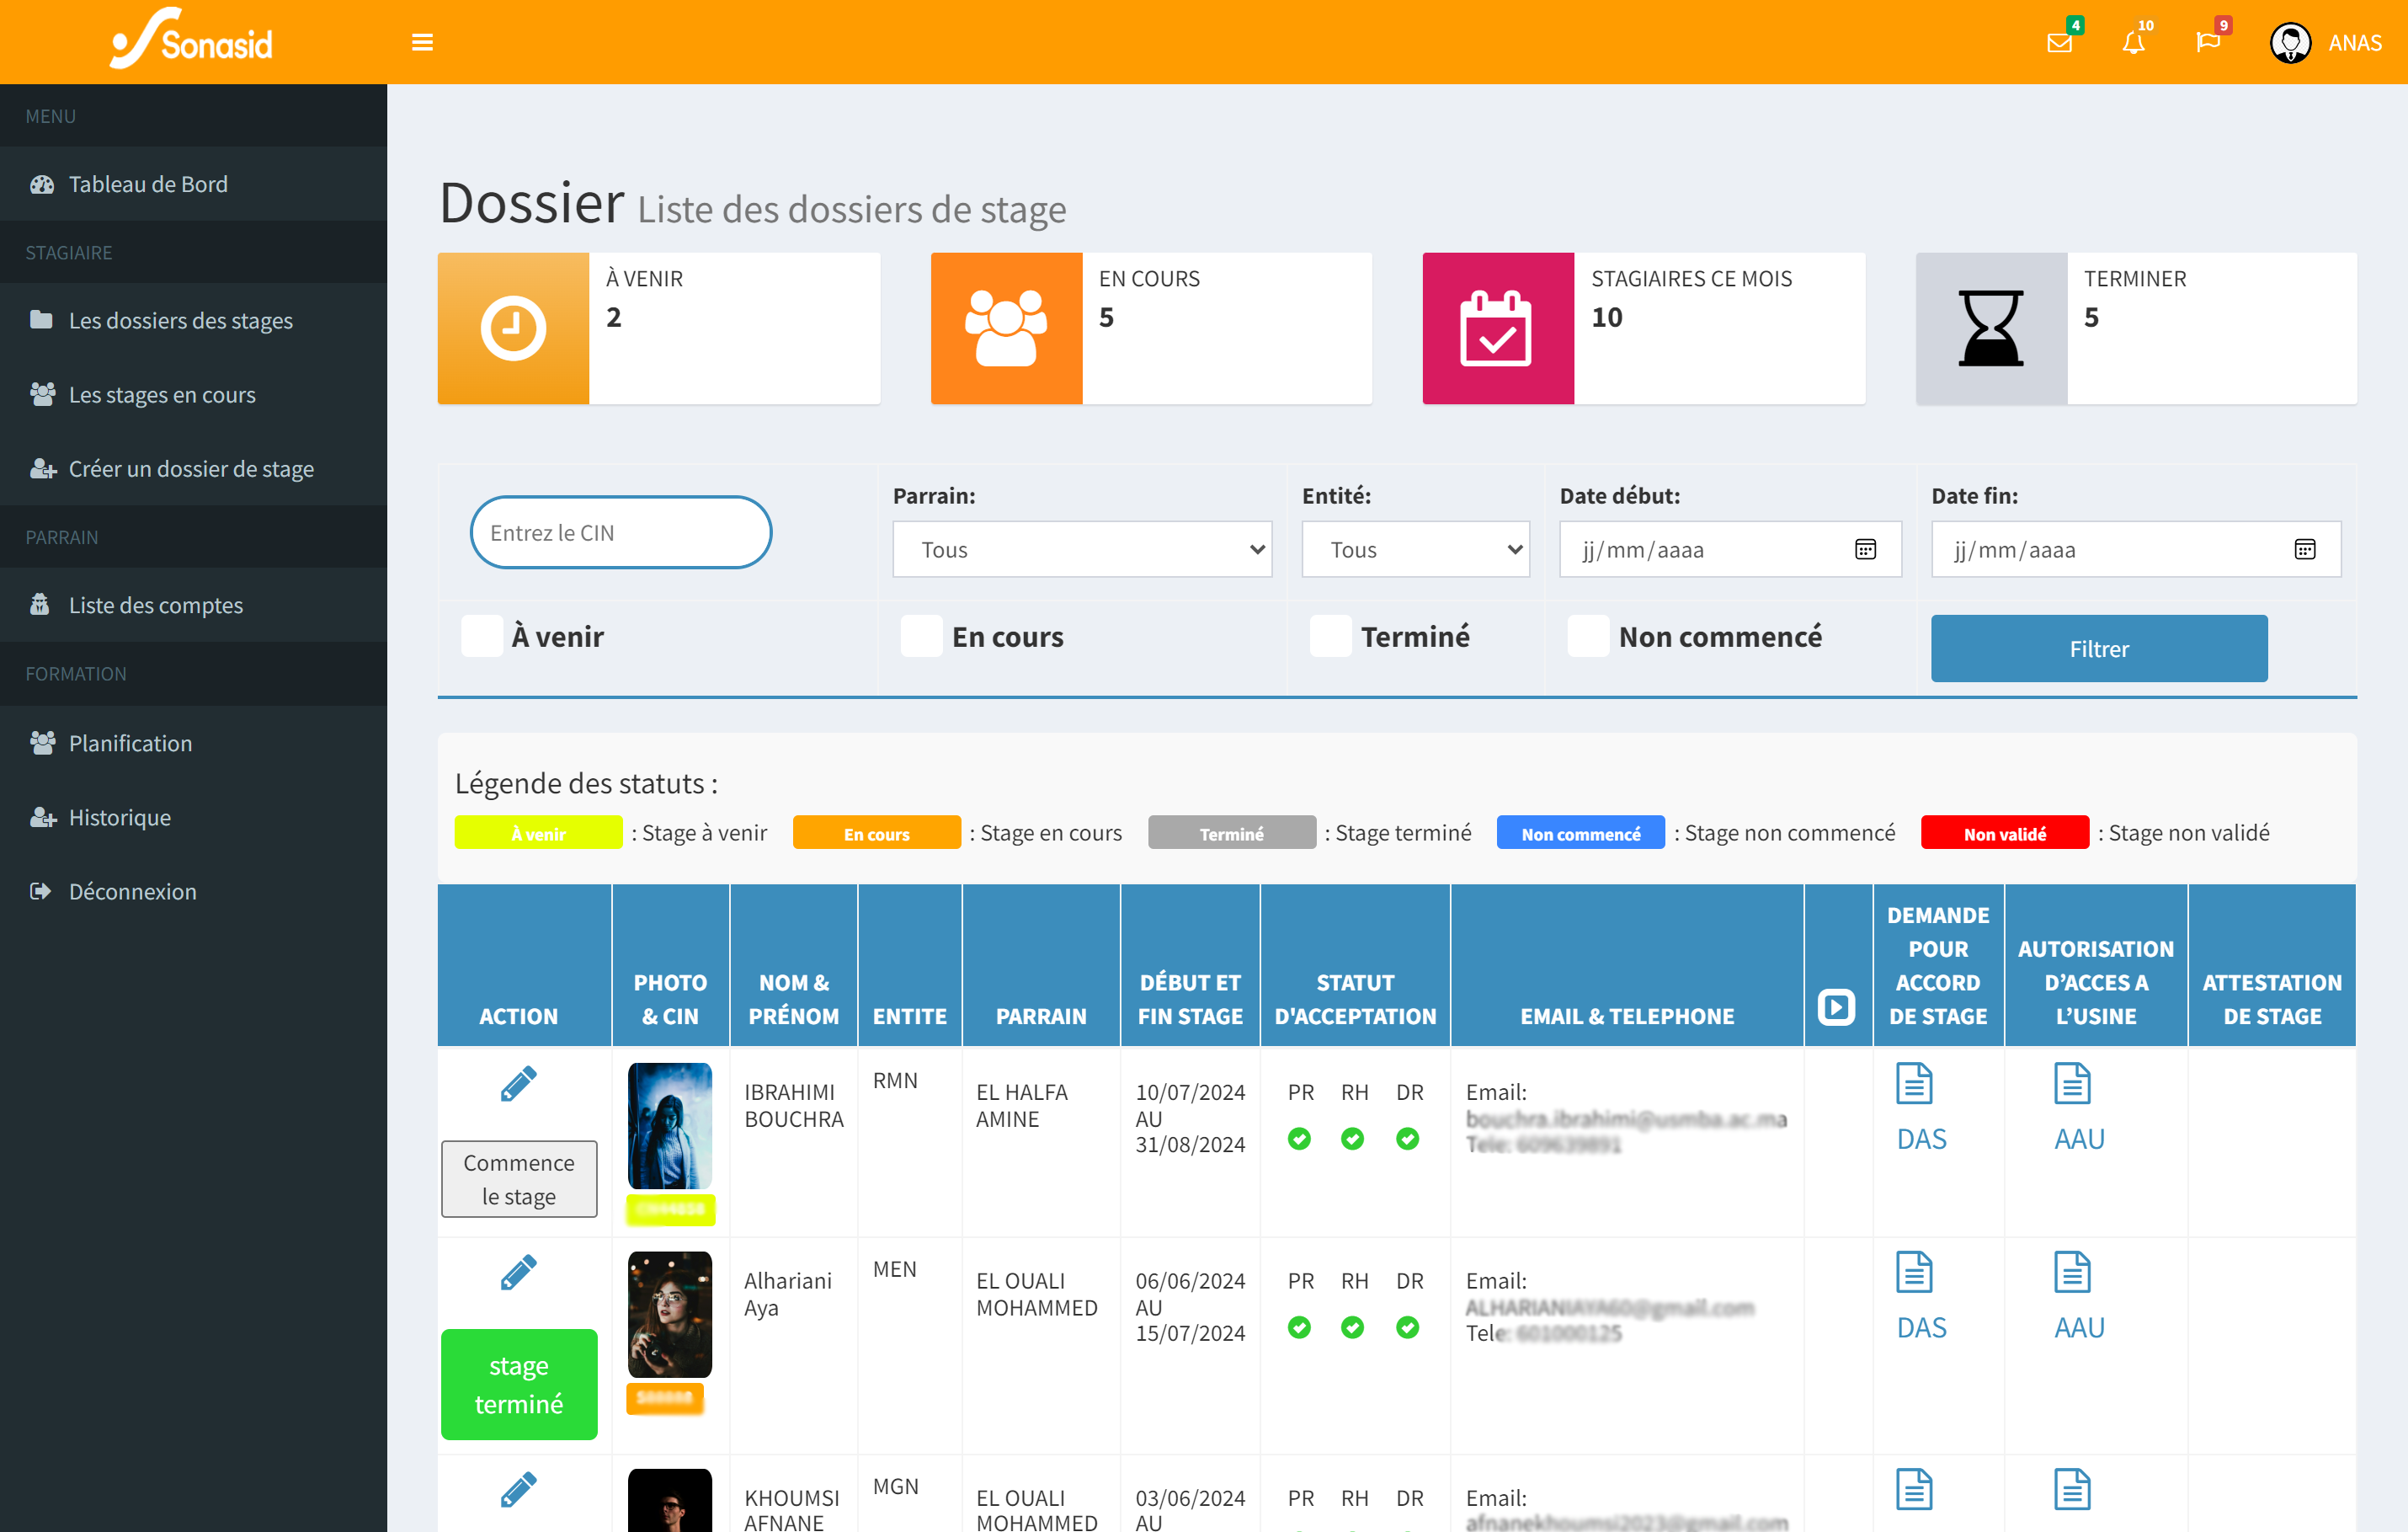 Sonasid
4
10
9
ANAS
MENU
Tableau de Bord
STAGIAIRE
Les dossiers des stages
Les stages en cours
Créer un dossier de stage
PARRAIN
Liste des comptes
FORMATION
Planification
Historique
Déconnexion
Dossier Liste des dossiers de stage
À VENIR
2
EN COURS
5
STAGIAIRES CE MOIS
10
TERMINER
5
Entrez le CIN
Parrain:
Tous
Entité:
Tous
Date début:
jj/mm/aaaa
Date fin:
jj/mm/aaaa
À venir
En cours
Terminé
Non commencé
Filtrer
Légende des statuts :
À venir : Stage à venir
En cours : Stage en cours
Terminé : Stage terminé
Non commencé : Stage non commencé
Non validé : Stage non validé
ACTION
PHOTO
& CIN
NOM &
PRÉNOM
ENTITE
PARRAIN
DÉBUT ET
FIN STAGE
STATUT
D'ACCEPTATION
EMAIL & TELEPHONE
DEMANDE
POUR
ACCORD
DE STAGE
AUTORISATION
D’ACCES A
L’USINE
ATTESTATION
DE STAGE
Commence
le stage
IBRAHIMI
BOUCHRA
RMN
EL HALFA
AMINE
10/07/2024
AU
31/08/2024
PR RH DR
Email:
DAS
AAU
stage
terminé
Alhariani
Aya
MEN
EL OUALI
MOHAMMED
06/06/2024
AU
15/07/2024
PR RH DR
Email:
DAS
AAU
KHOUMSI
AFNANE
MGN
EL OUALI
MOHAMMED
03/06/2024
AU
PR RH DR
Email: